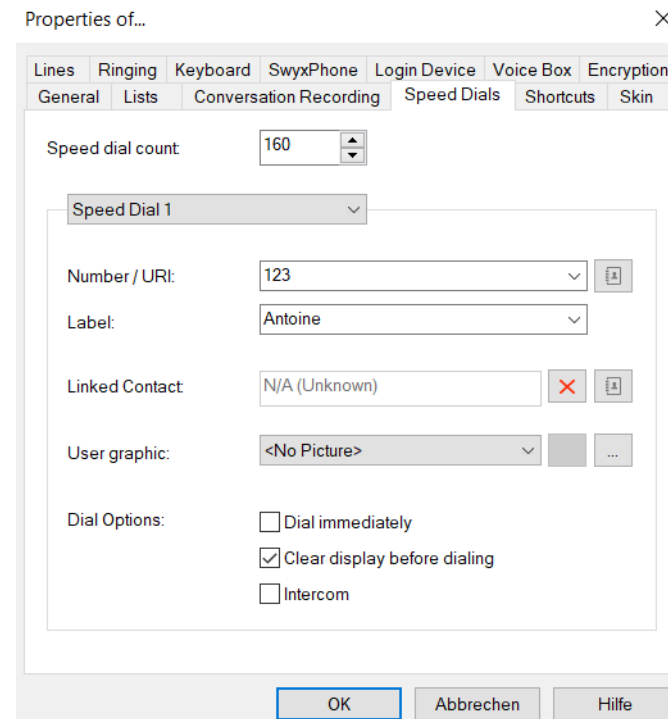 Properties of...
Lines Ringing Keyboard SwyxPhone Login Device Voice Box Encryption
General Lists Conversation Recording Speed Dials Shortcuts Skin
Speed dial count: 160
Speed Dial 1
Number / URI: 123
Label: Antoine
Linked Contact: N/A (Unknown)
User graphic: <No Picture> ...
Dial Options: Dial immediately
Clear display before dialing
Intercom
OK Abbrechen Hilfe